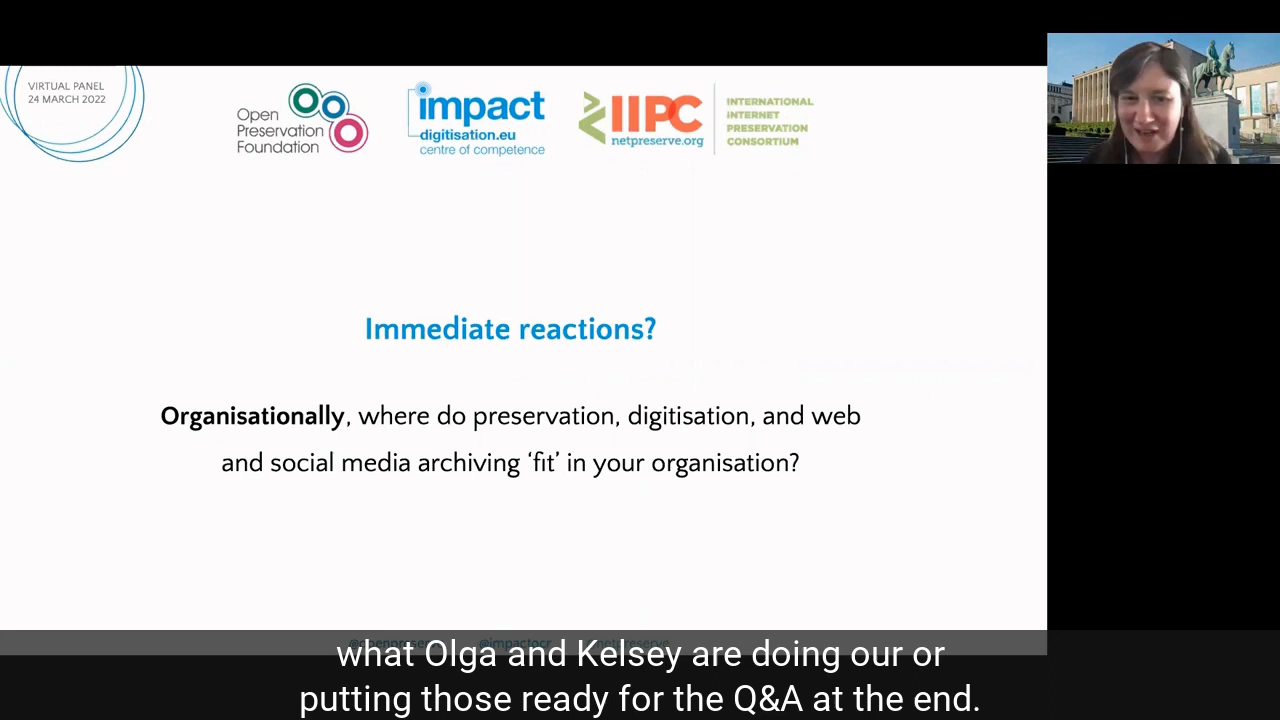 VIRTUAL PANEL
24 MARCH 2022
Open
Preservation
Foundation
impact
digitisation.eu
centre of competence
IIPC
netpreserve.org
INTERNATIONAL
INTERNET
PRESERVATION
CONSORTIUM
Immediate reactions?
Organisationally, where do preservation, digitisation, and web
and social media archiving ‘fit’ in your organisation?
what Olga and Kelsey are doing our or
putting those ready for the Q&A at the end.